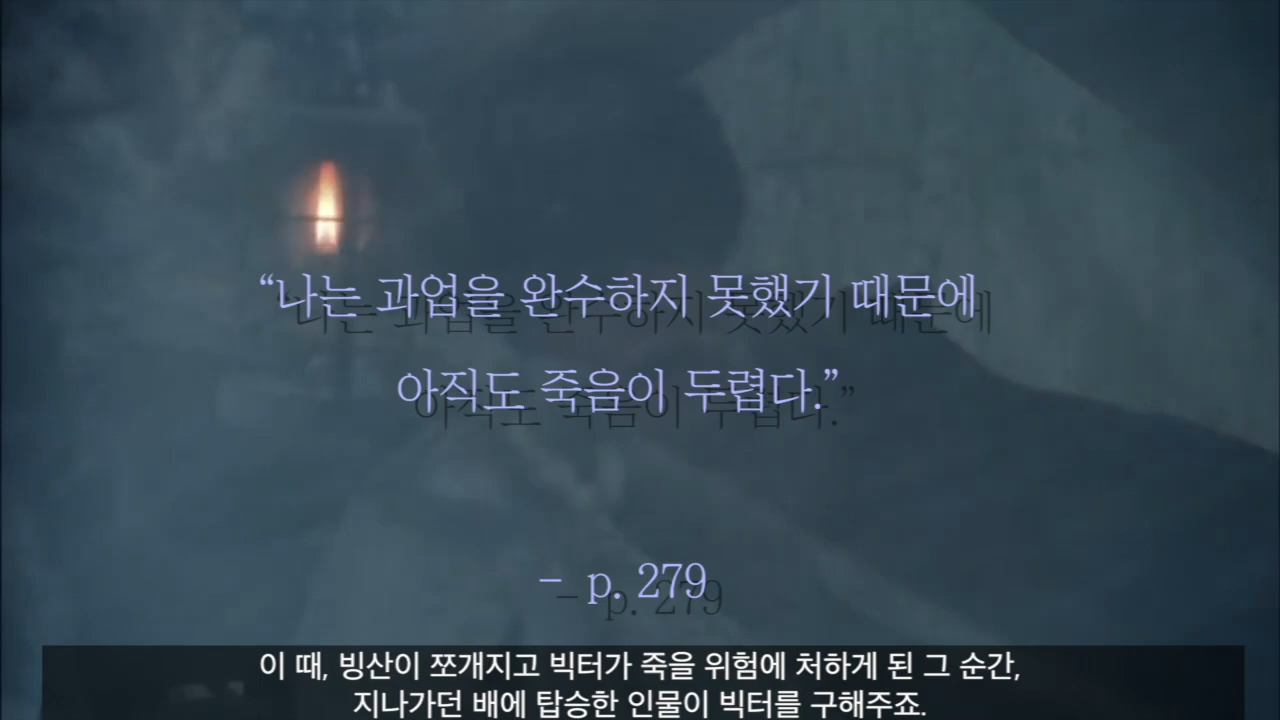 “나는 과업을 완수하지 못했기 때문에
아직도 죽음이 두렵다.”
- p. 279
이 때, 빙산이 쪼개지고 빅터가 죽을 위험에 처하게 된 그 순간,
지나가던 배에 탑승한 인물이 빅터를 구해주죠.